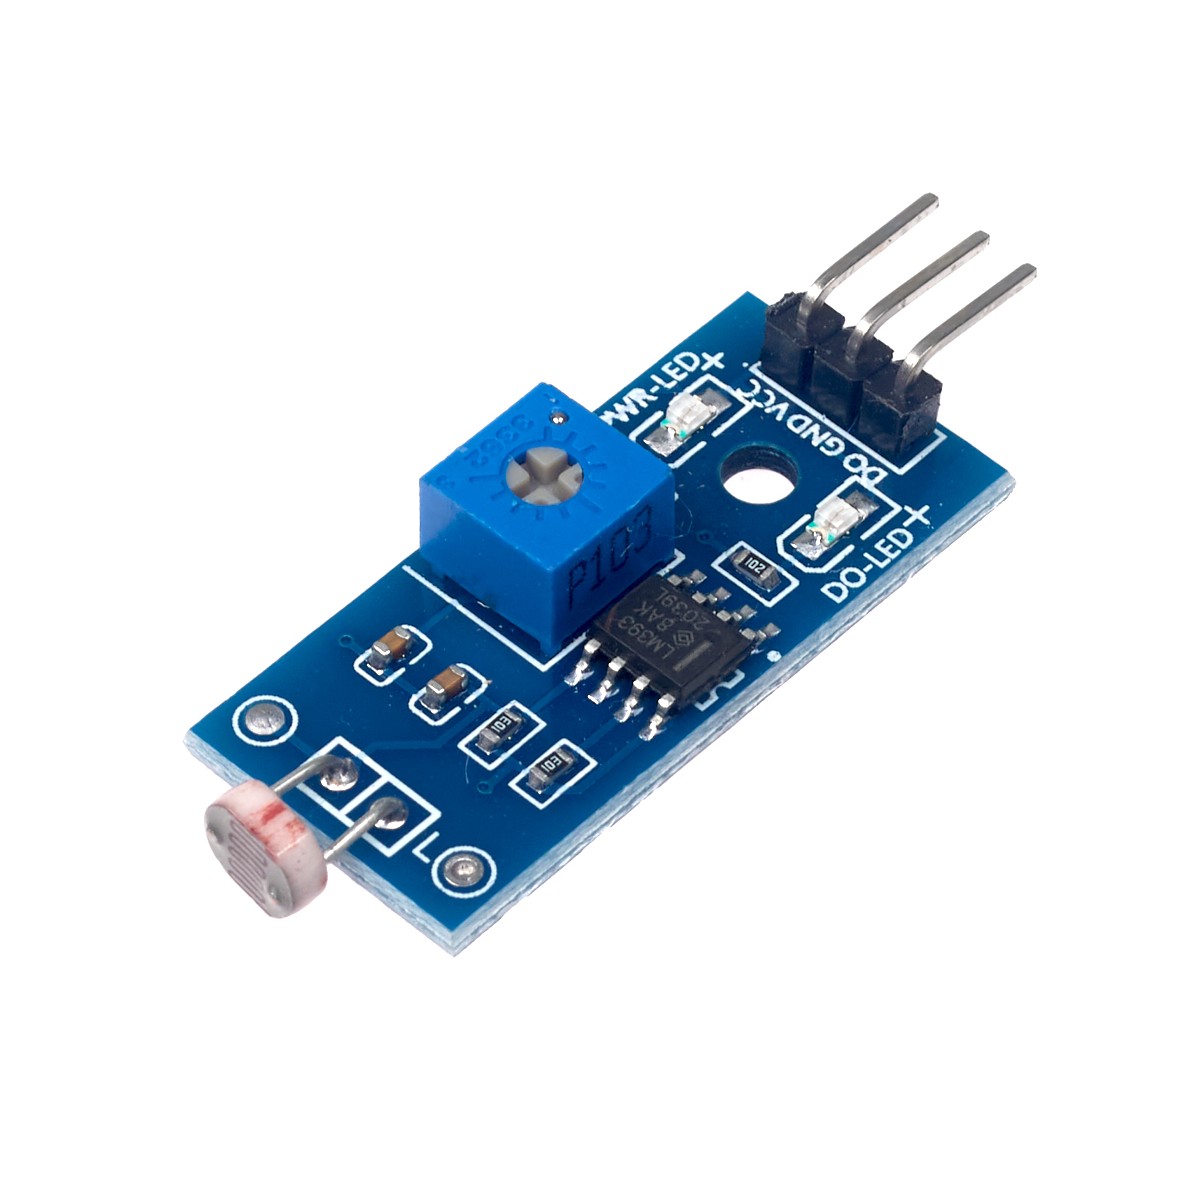 PWR-LED+
VCC
GND
DO
DO-LED+
3362
P103
102
LM393
8AK
2039L
103
103